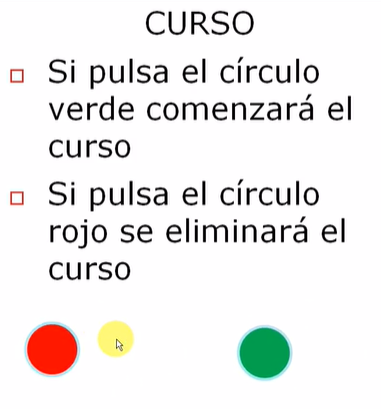 CURSO
Si pulsa el círculo
verde comenzará el
curso
Si pulsa el círculo
rojo se eliminará el
curso